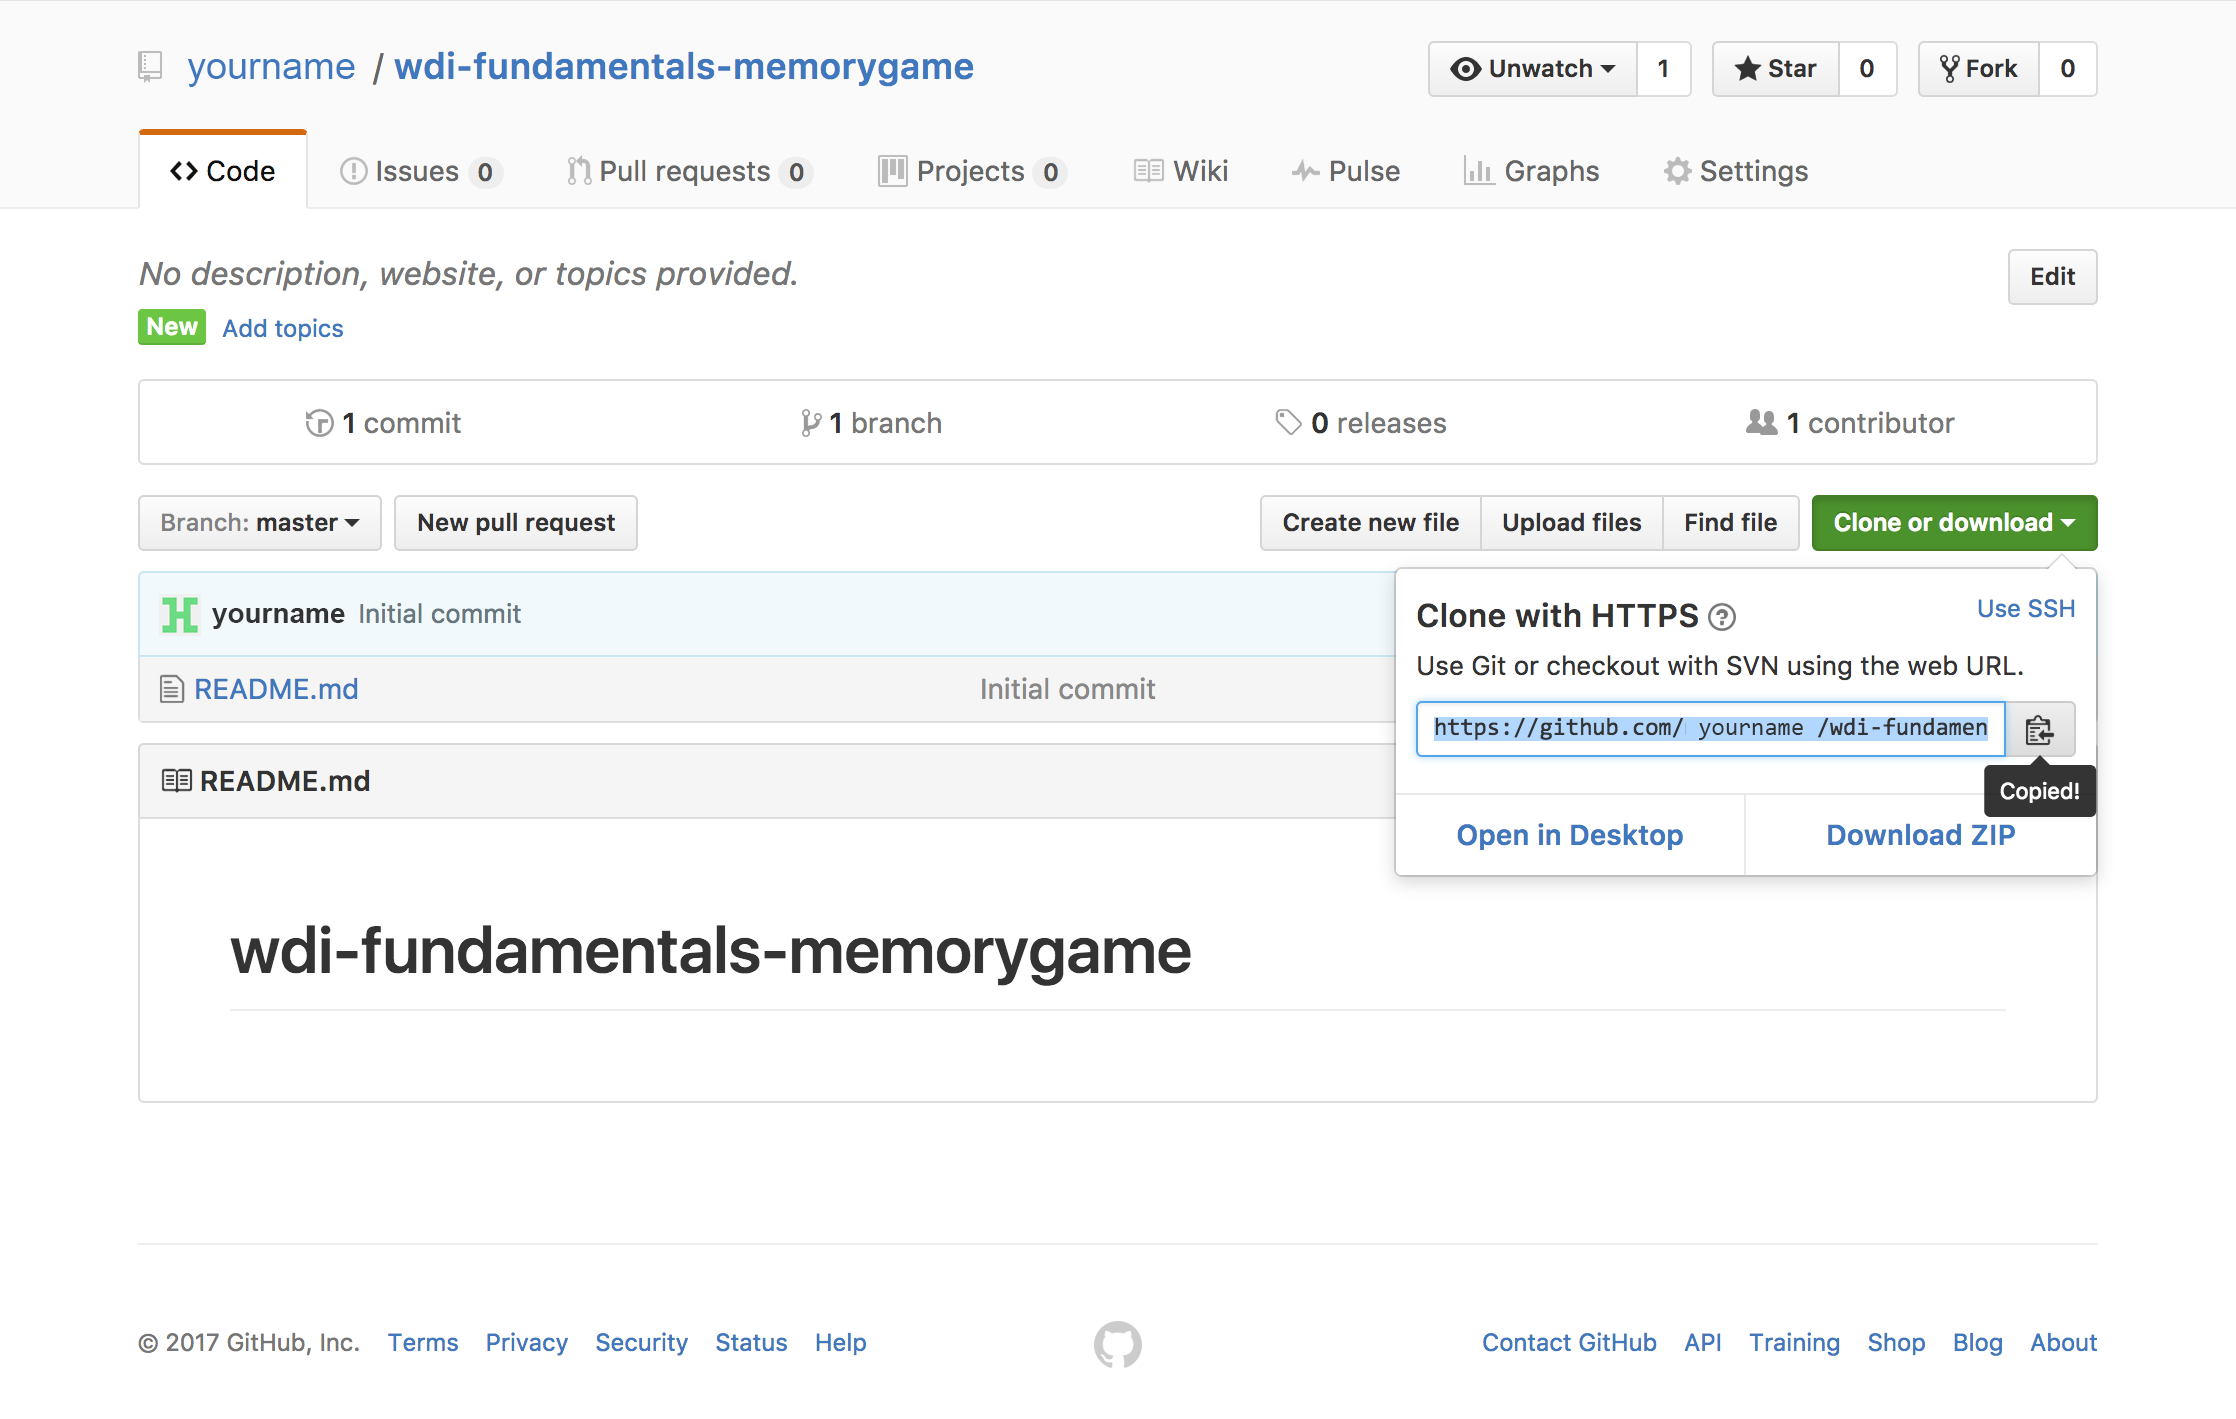 yourname / wdi-fundamentals-memorygame
Unwatch 1 Star 0 Fork 0
Code Issues 0 Pull requests 0 Projects 0 Wiki Pulse Graphs Settings
No description, website, or topics provided.
Edit
New Add topics
1 commit 1 branch 0 releases 1 contributor
Branch: master New pull request Create new file Upload files Find file Clone or download
yourname Initial commit
README.md Initial commit
Clone with HTTPS Use SSH
Use Git or checkout with SVN using the web URL.
https://github.com/ yourname /wdi-fundamen
Copied!
Open in Desktop Download ZIP
README.md
wdi-fundamentals-memorygame
© 2017 GitHub, Inc. Terms Privacy Security Status Help Contact GitHub API Training Shop Blog About